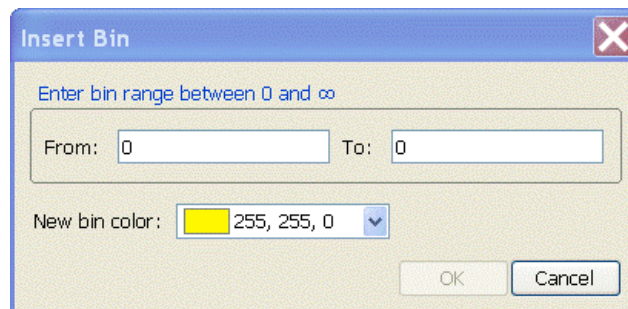 Insert Bin
Enter bin range between 0 and ∞
From: 0 To: 0
New bin color: 255, 255, 0
OK Cancel